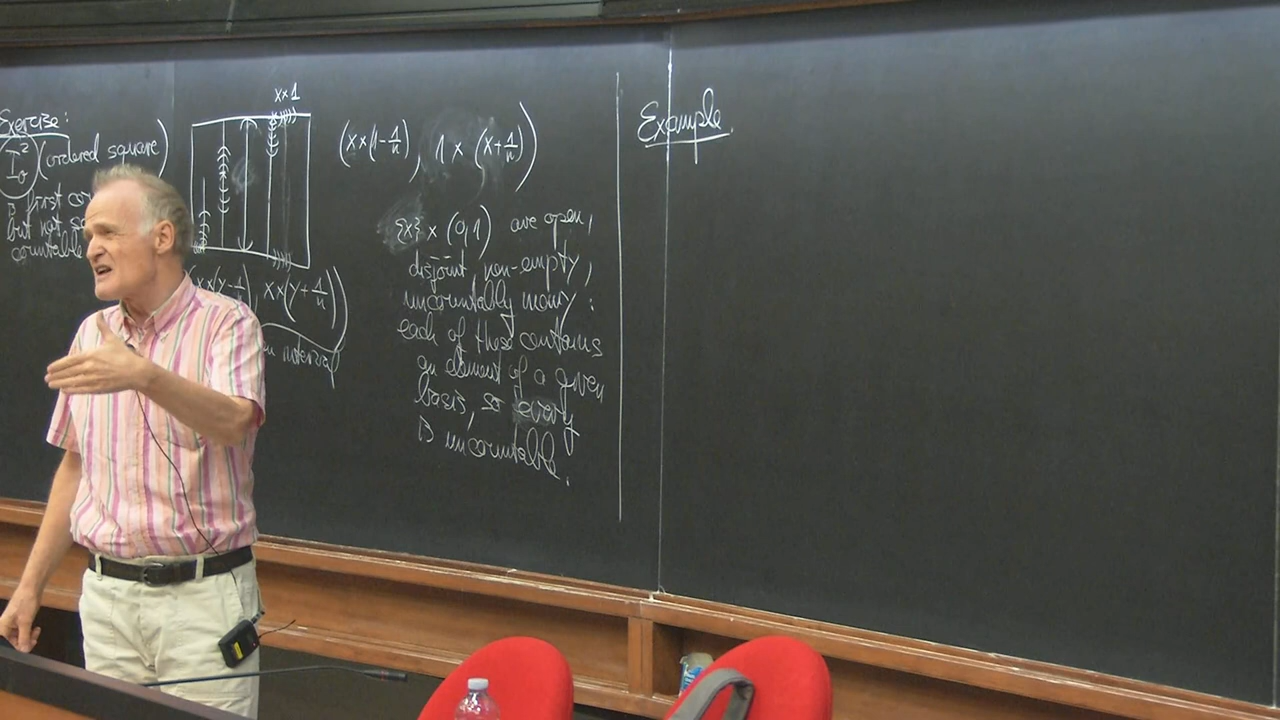 Exercise:
I²₀ (ordered square)
is first
but not
countable
x×1
(x×(1-1/n), 1×(x+1/n))
(x×(y-1/n), x×(y+1/n))
interval
{x} × (0,1) are open,
disjoint, non-empty,
uncountably many:
each of these contains
an element of a given
basis, so every
is uncountable.
Example